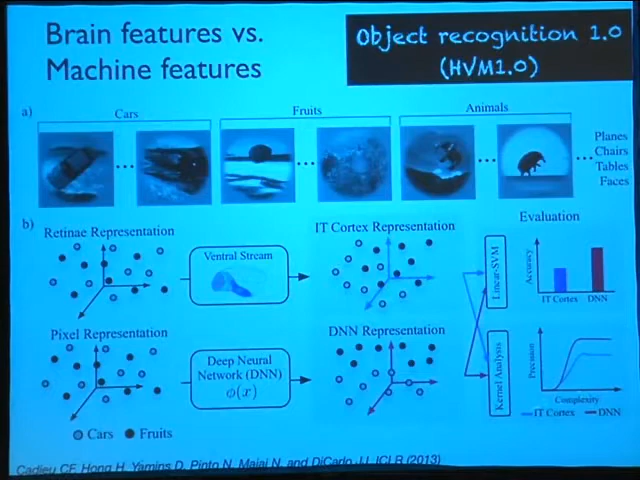 Brain features vs.
Machine features
Object recognition 1.0
(HVM1.0)
a)
Cars
Fruits
Animals
Planes
Chairs
Tables
Faces
b)
Retinae Representation
Ventral Stream
IT Cortex Representation
Linear-SVM
Evaluation
Accuracy
IT Cortex DNN
Pixel Representation
Deep Neural
Network (DNN)
ϕ(x)
DNN Representation
Kernel Analysis
Precision
Complexity
IT Cortex DNN
Cars Fruits
Cadieu CF, Hong H, Yamins D, Pinto N, Majaj N, and DiCarlo JJ, ICLR (2013)